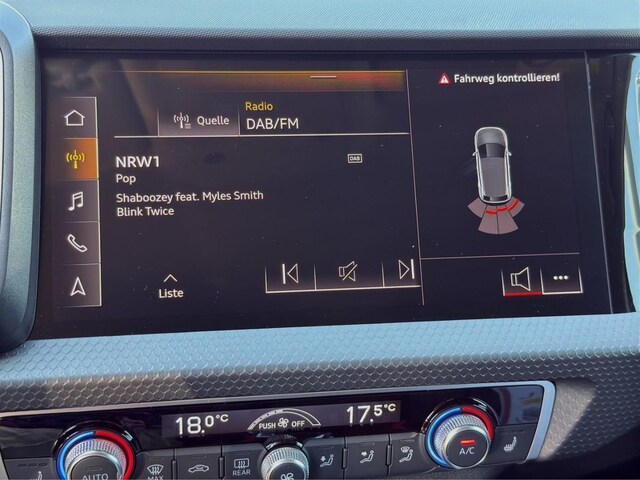 Fahrweg kontrollieren!
Radio
Quelle
DAB/FM
NRW1
DAB
Pop
Shaboozey feat. Myles Smith
Blink Twice
Liste
18.0°C
PUSH OFF
17.5°C
AUTO
MAX
REAR
A/C